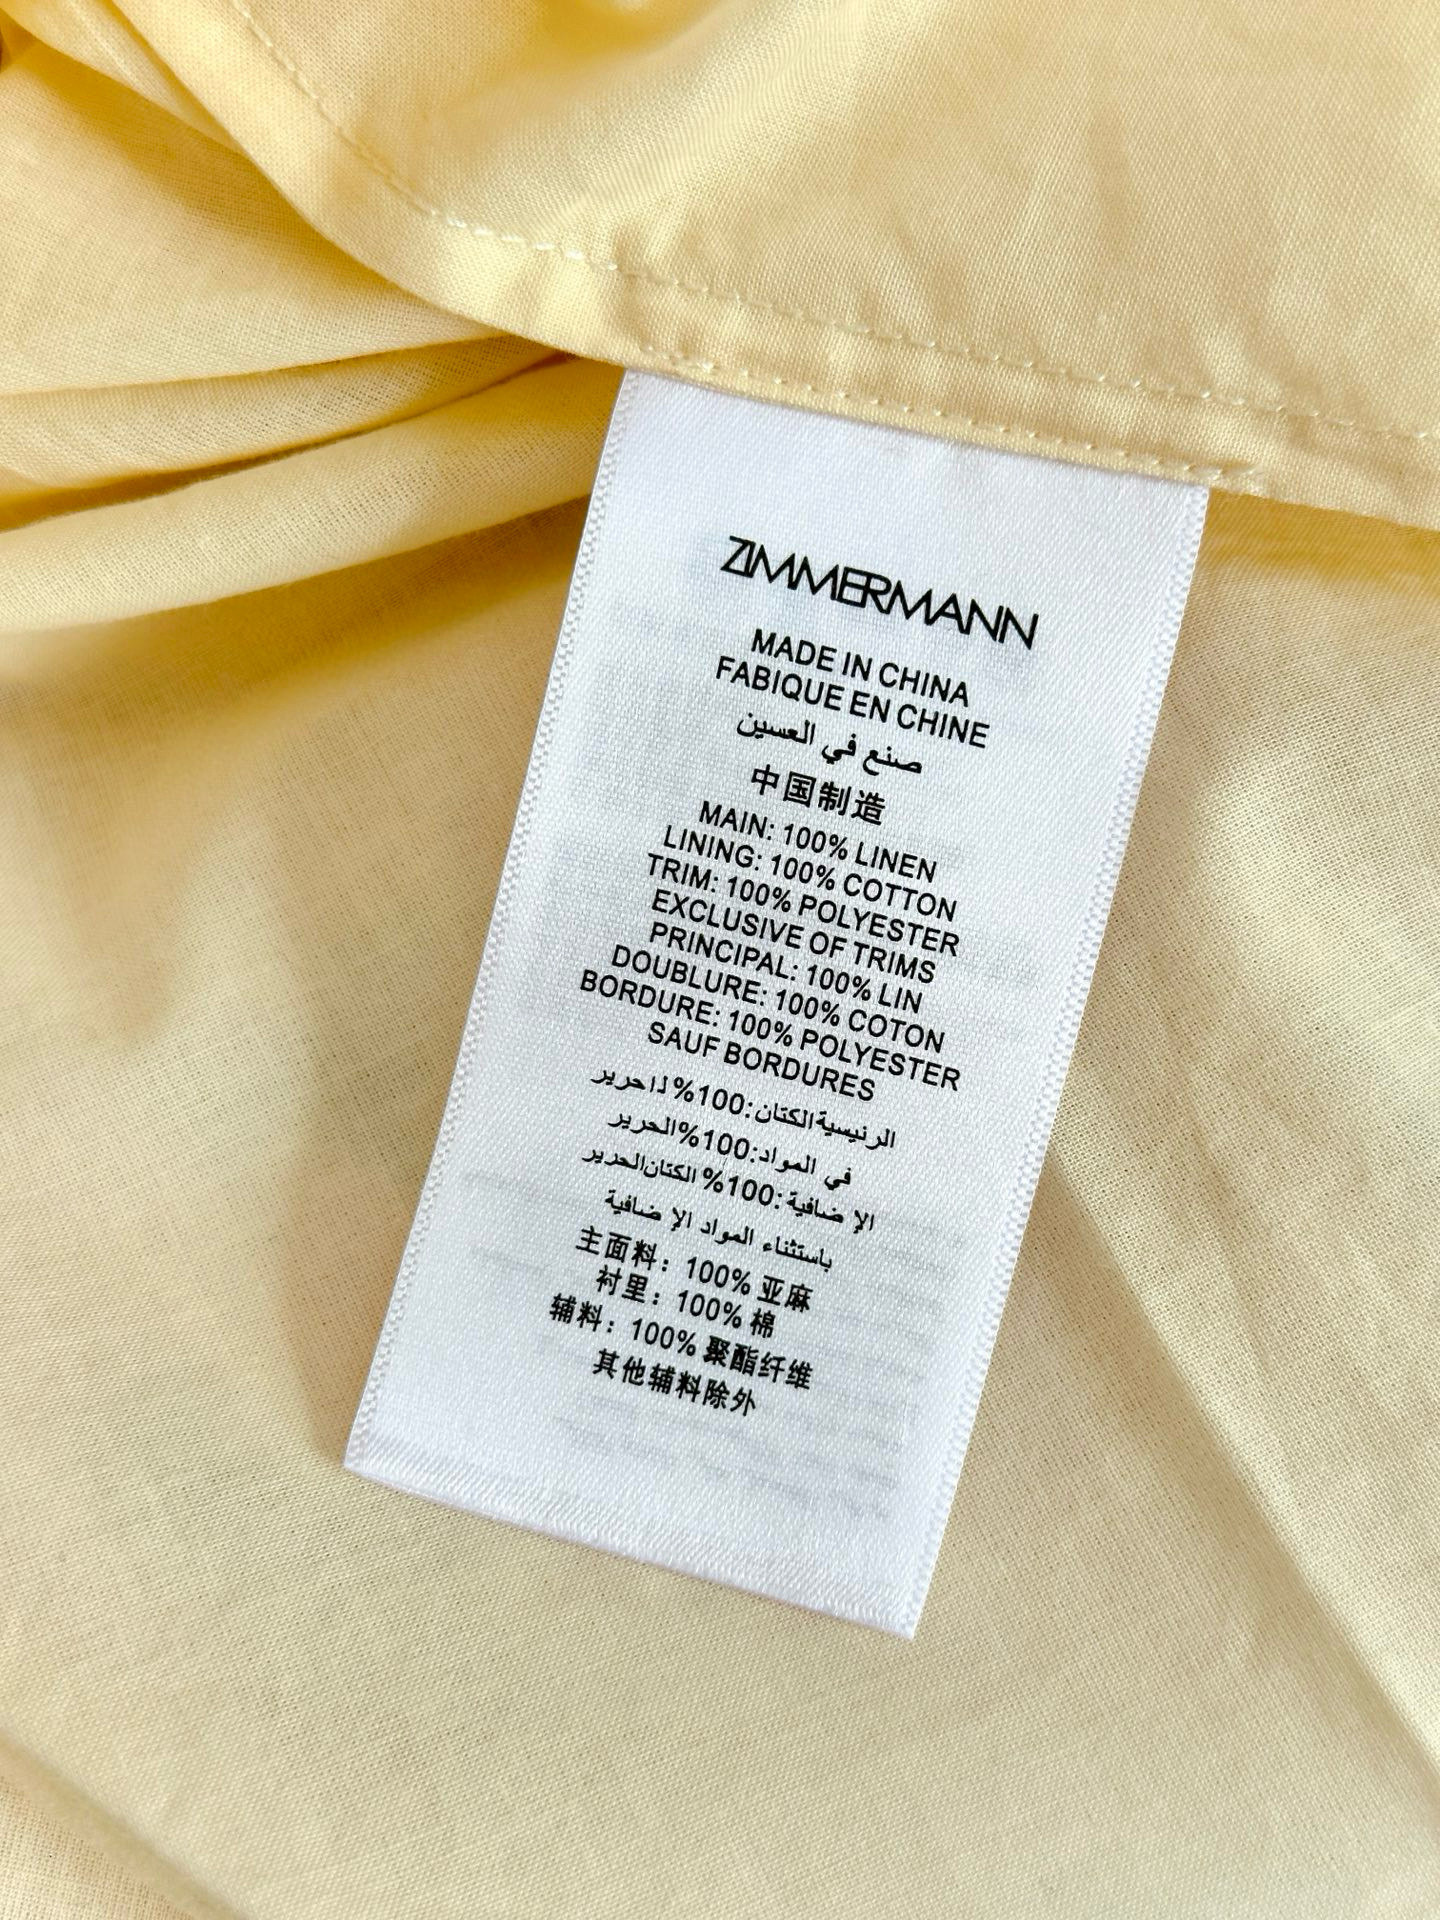 ZIMMERMANN
MADE IN CHINA
FABIQUE EN CHINE
صنع في العسين
中国制造
MAIN: 100% LINEN
LINING: 100% COTTON
TRIM: 100% POLYESTER
EXCLUSIVE OF TRIMS
PRINCIPAL: 100% LIN
DOUBLURE: 100% COTON
BORDURE: 100% POLYESTER
SAUF BORDURES
الرئيسيةالكتان:100% لاحرير
في المواد:100%الحرير
الإ ضافية:100% الكتانالحرير
باستثناء المواد الإ ضافية
主面料：100% 亚麻
衬里：100% 棉
辅料：100% 聚酯纤维
其他辅料除外